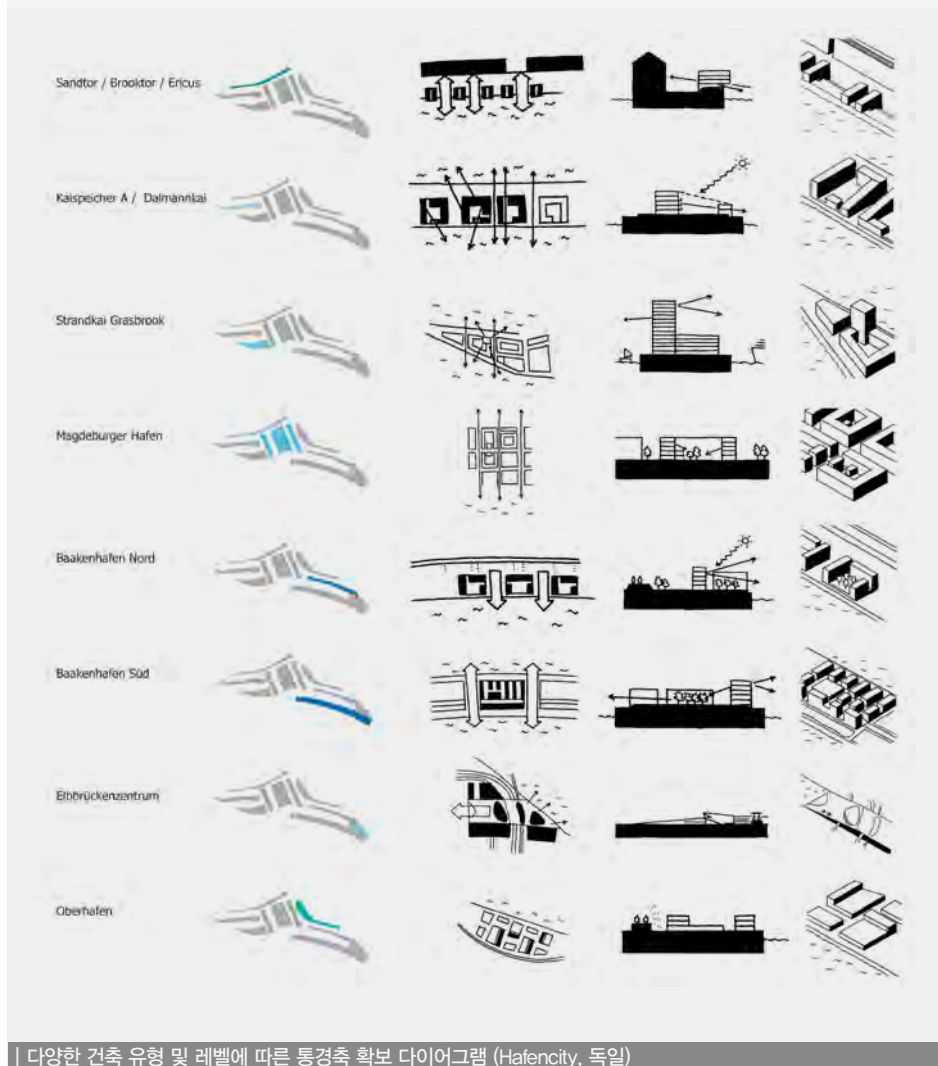 Sandtor / Brooktor / Ericus
Kaispeicher A / Dalmannkai
Strandkai Grasbrook
Magdeburger Hafen
Baakenhafen Nord
Baakenhafen Süd
Elbbrückenzentrum
Oberhafen
| 다양한 건축 유형 및 레벨에 따른 통경축 확보 다이어그램 (Hafencity, 독일)